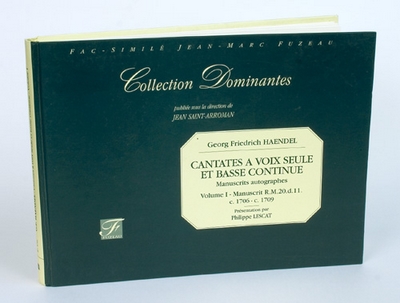 FAC-SIMILÉ JEAN-MARC FUZEAU
Collection Dominantes
publiée sous la direction de
JEAN SAINT-ARROMAN
Georg Friedrich HAENDEL
CANTATES A VOIX SEULE
ET BASSE CONTINUE
Manuscrits autographes
Volume I - Manuscrit R.M.20.d.11.
c. 1706 - c. 1709
Présentation par
Philippe LESCAT
F
FUZEAU